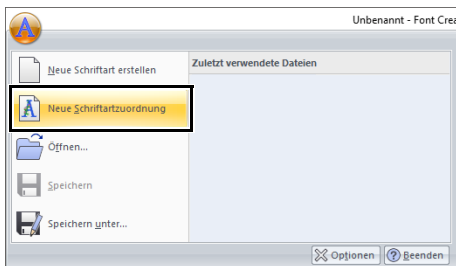 Unbenannt - Font Crea
Neue Schriftart erstellen
Zuletzt verwendete Dateien
Neue Schriftartzuordnung
Öffnen...
Speichern
Speichern unter...
Optionen
Beenden